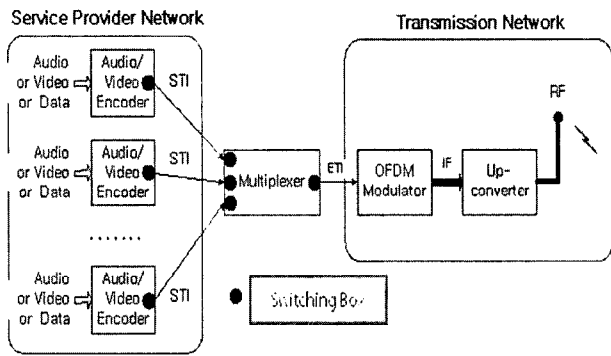 Service Provider Network
Transmission Network
Audio
or Video
or Data
Audio/
Video
Encoder
STI
Audio
or Video
or Data
Audio/
Video
Encoder
STI
.......
Audio
or Video
or Data
Audio/
Video
Encoder
STI
Multiplexer
ETI
OFDM
Modulator
IF
Up-
converter
RF
Switching Box